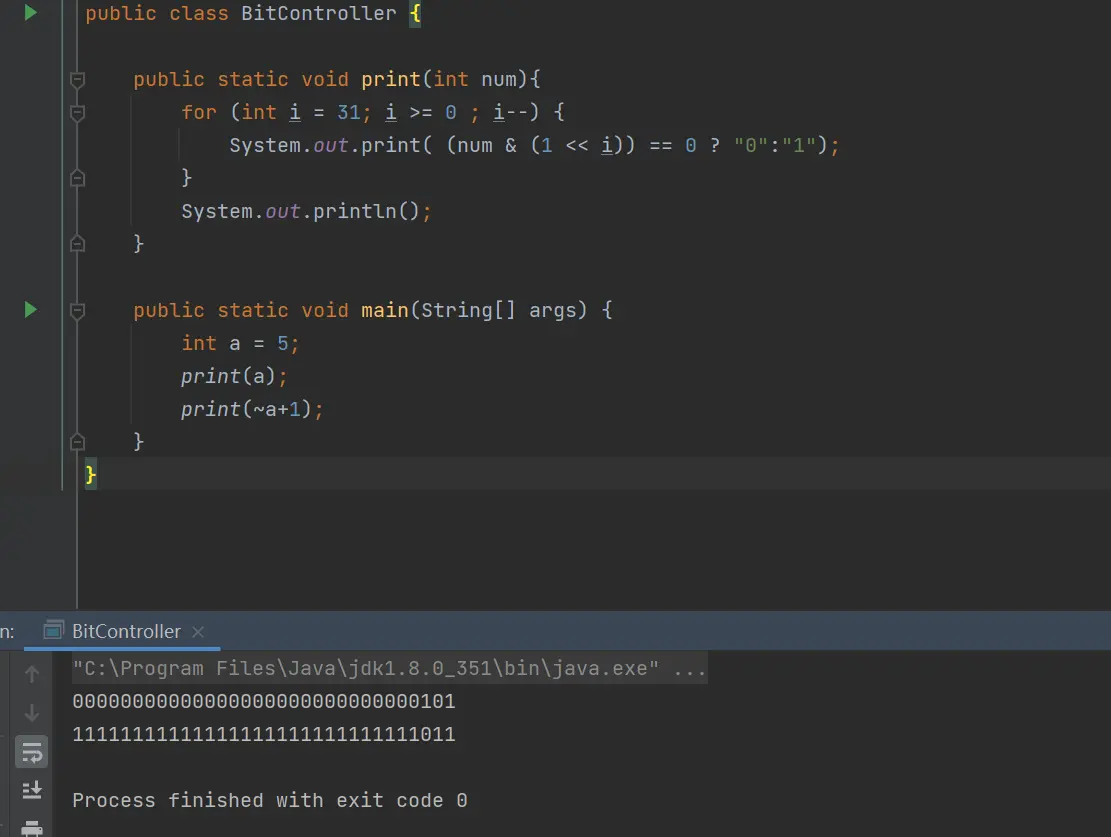 public class BitController {
public static void print(int num){
for (int i = 31; i >= 0 ; i--) {
System.out.print( (num & (1 << i)) == 0 ? "0":"1");
}
System.out.println();
}
public static void main(String[] args) {
int a = 5;
print(a);
print(~a+1);
}
}
n:
BitController
"C:\Program Files\Java\jdk1.8.0_351\bin\java.exe" ...
00000000000000000000000000000101
11111111111111111111111111111011
Process finished with exit code 0